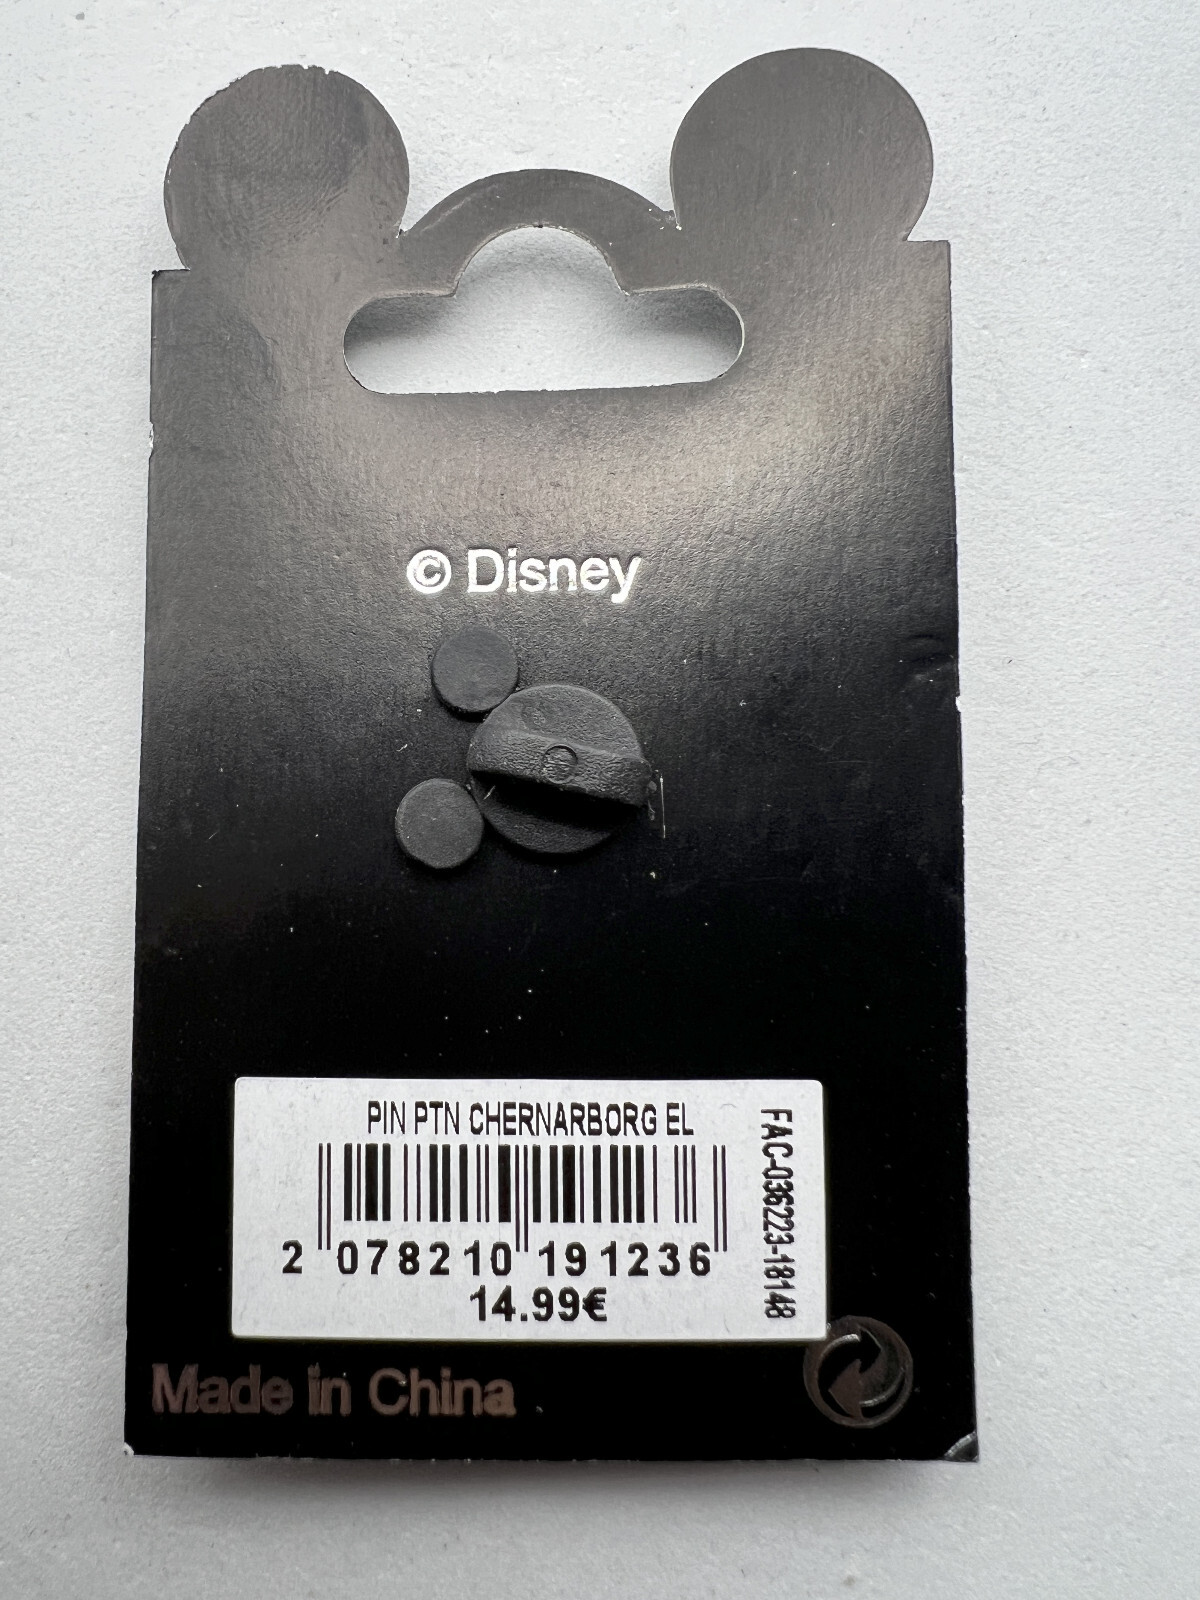 © Disney
PIN PTN CHERNARBORG EL
FAC-036223-18148
2 078210 191236
14.99€
Made in China